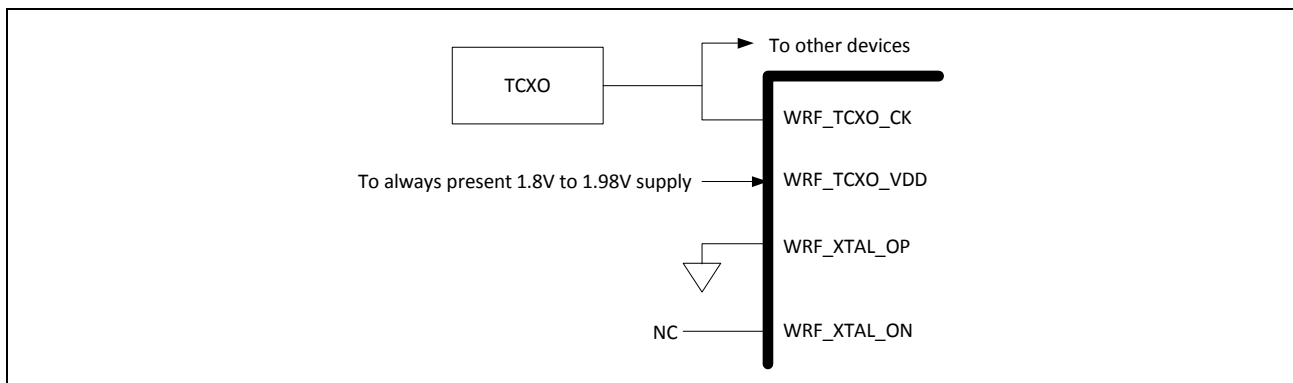 To other devices
TCXO
WRF_TCXO_CK
To always present 1.8V to 1.98V supply
WRF_TCXO_VDD
WRF_XTAL_OP
NC
WRF_XTAL_ON